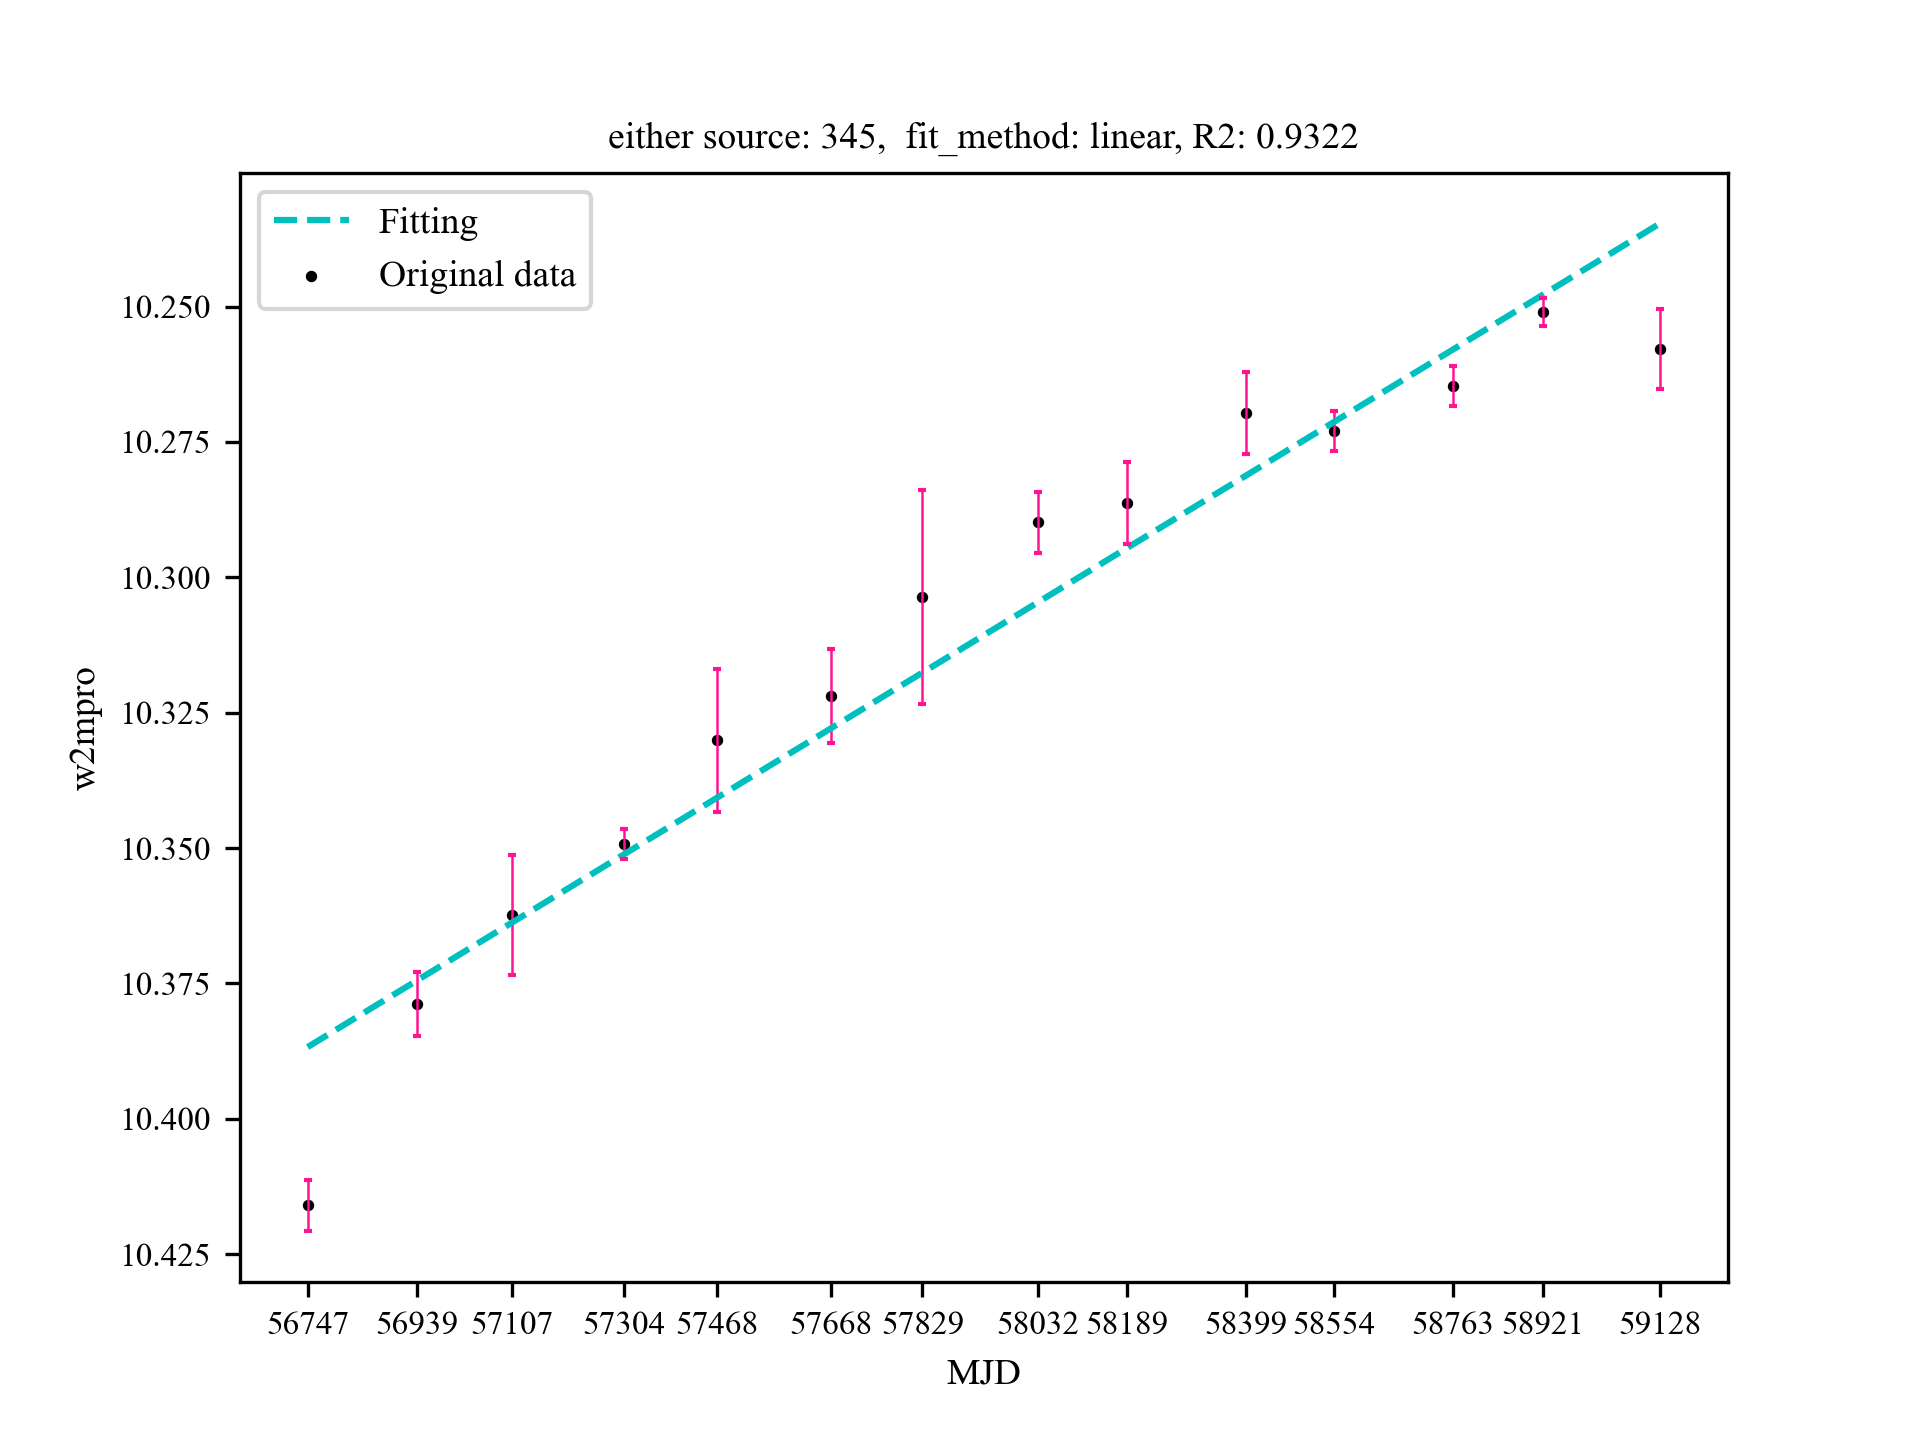 either source: 345,  fit_method: linear, R2: 0.9322
Fitting
Original data
10.250
10.275
10.300
10.325
10.350
10.375
10.400
10.425
w2mpro
56747 56939 57107 57304 57468 57668 57829 58032 58189 58399 58554 58763 58921 59128
MJD